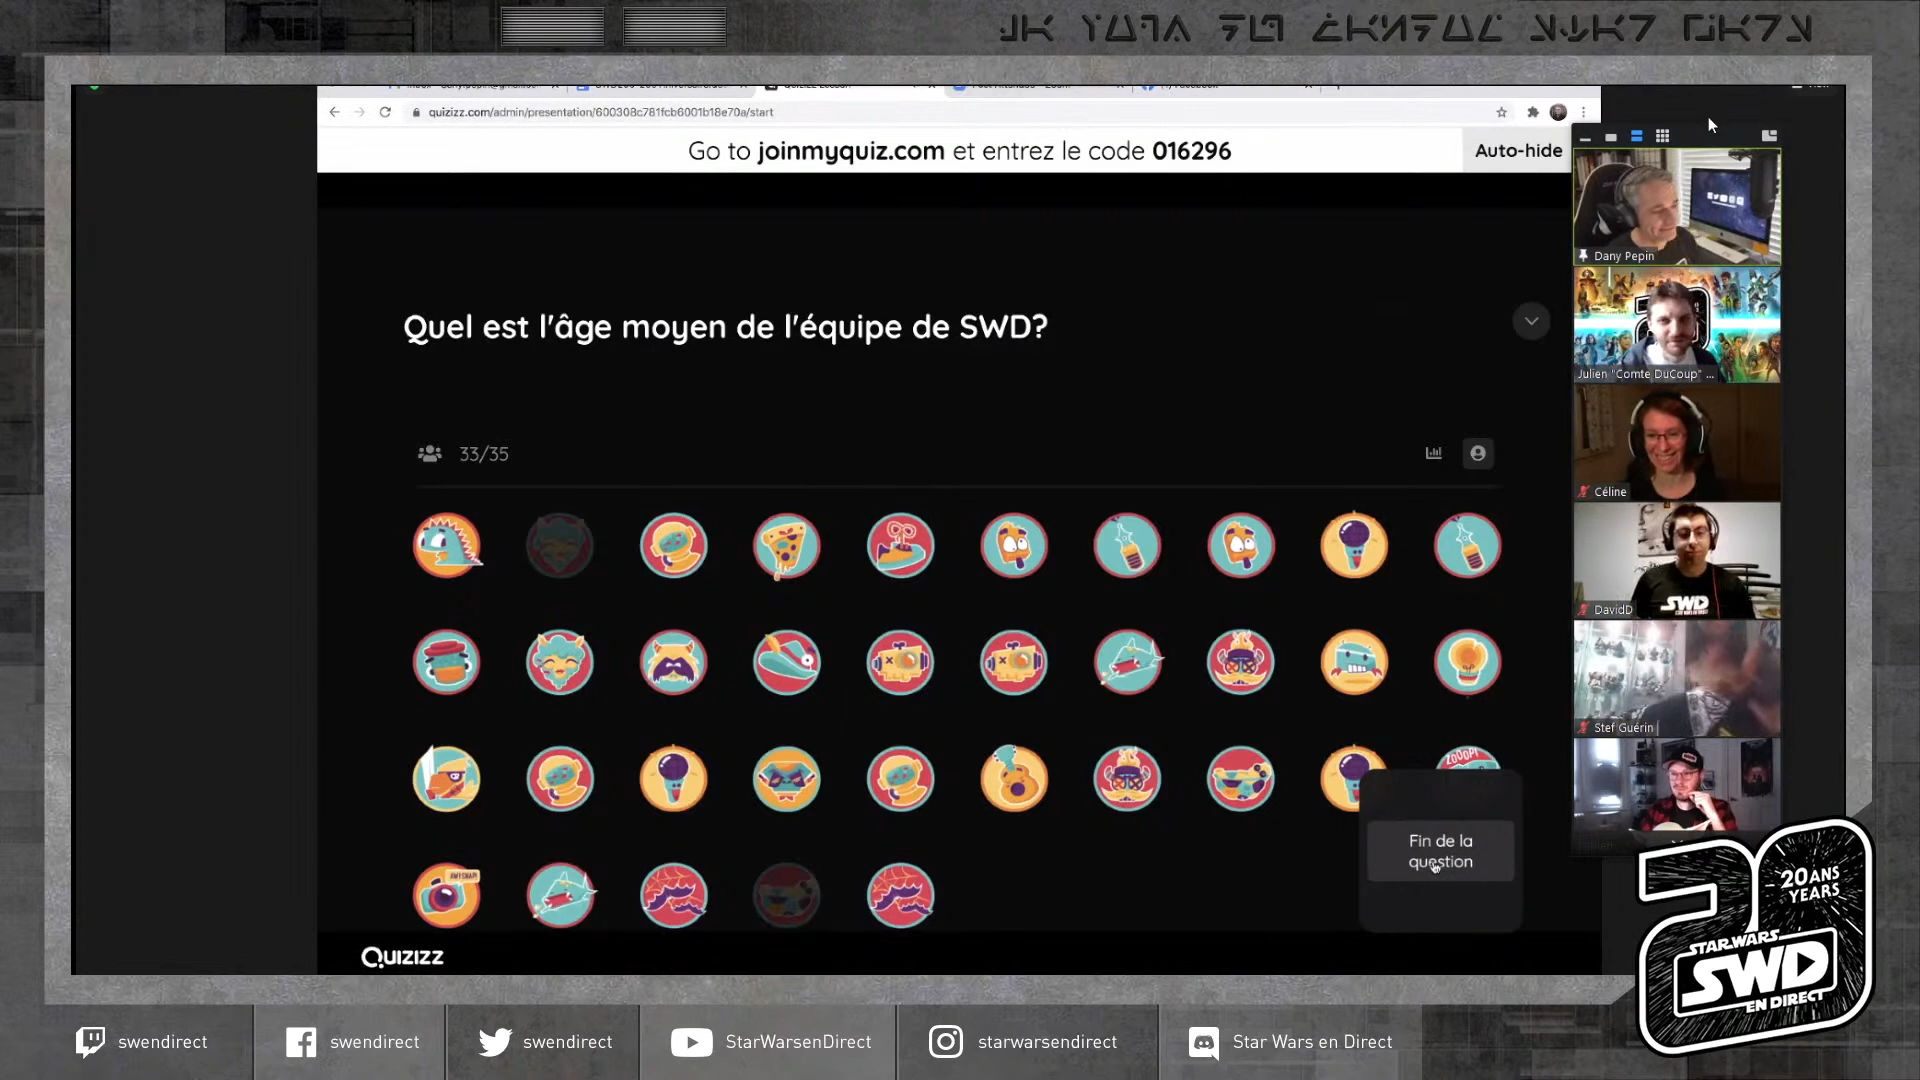 quizizz.com/admin/presentation/600308c781fcb6001b18e70a/start
Go to joinmyquiz.com et entrez le code 016296
Auto-hide
Dany Pepin
Quel est l'âge moyen de l'équipe de SWD?
Julien "Comte DuCoup" ...
33/35
Céline
SWD
DavidD
Stef Guérin
ZOOOP!
Fin de la
question
AWWSNAP!
QUIZIZZ
20 ANS
YEARS
STAR WARS
SWD
EN DIRECT
swendirect
swendirect
swendirect
StarWarsenDirect
starwarsendirect
Star Wars en Direct